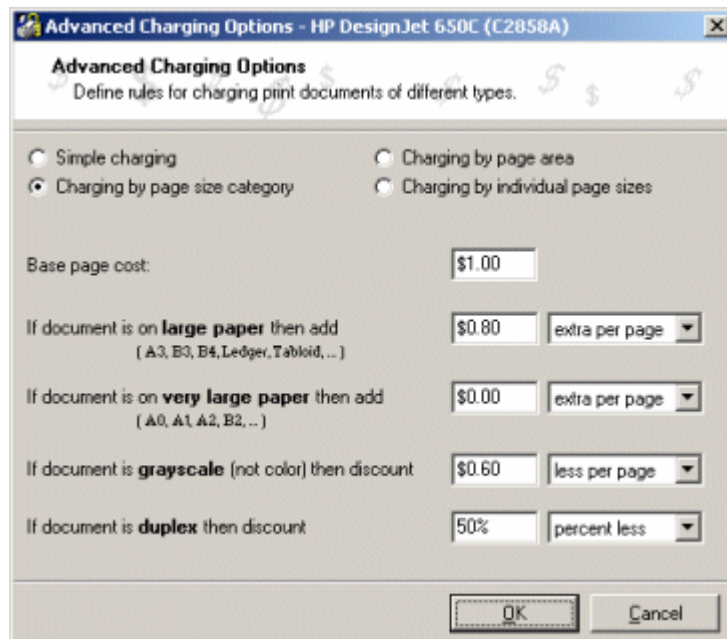 Advanced Charging Options - HP DesignJet 650C (C2858A)
Advanced Charging Options
Define rules for charging print documents of different types.
Simple charging
Charging by page area
Charging by page size category
Charging by individual page sizes
Base page cost: $1.00
If document is on large paper then add $0.80 extra per page
( A3, B3, B4, Ledger, Tabloid, ... )
If document is on very large paper then add $0.00 extra per page
( A0, A1, A2, B2, ... )
If document is grayscale (not color) then discount $0.60 less per page
If document is duplex then discount 50% percent less
OK Cancel